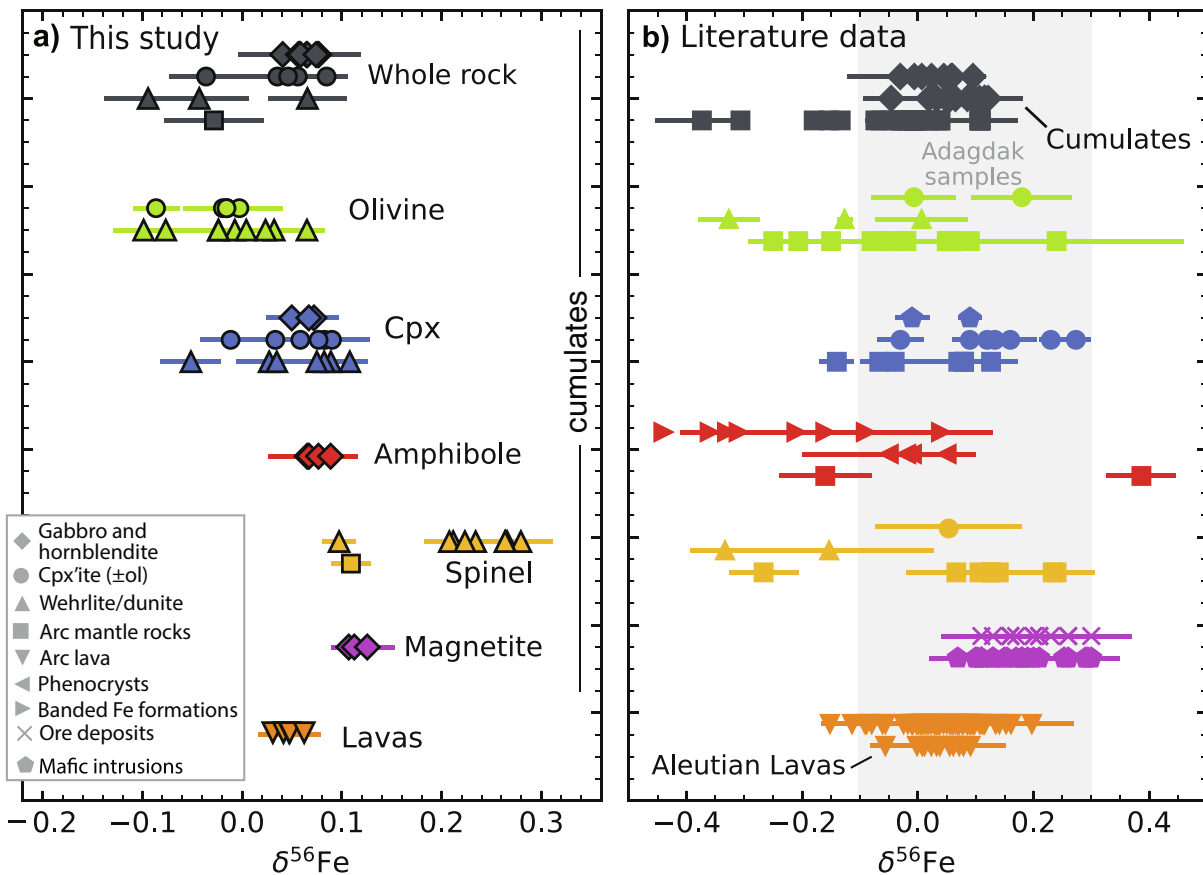 a) This study
Whole rock
Olivine
Cpx
Amphibole
Spinel
Magnetite
Lavas
cumulates
Gabbro and
hornblendite
Cpx'ite (±ol)
Wehrlite/dunite
Arc mantle rocks
Arc lava
Phenocrysts
Banded Fe formations
Ore deposits
Mafic intrusions
−0.2 −0.1 0.0 0.1 0.2 0.3
δ⁵⁶Fe
b) Literature data
Cumulates
Adagdak
samples
Aleutian Lavas
−0.4 −0.2 0.0 0.2 0.4
δ⁵⁶Fe